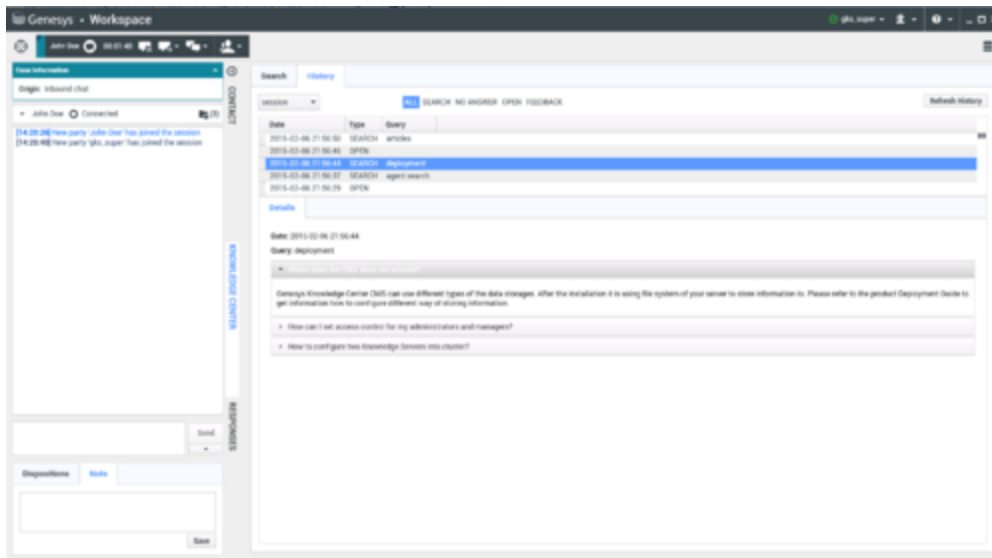 Genesys • Workspace
gks_super
John Doe 00:01:40
Case Information
Origin: Inbound chat
John Doe Connected
[14:20:26] New party 'John Doe' has joined the session
[14:20:40] New party 'gks_super' has joined the session
Send
Dispositions Note
Save
CONTACT
KNOWLEDGE CENTER
RESPONSES
Search History
session ALL SEARCH NO ANSWER OPEN FEEDBACK Refresh History
Date Type Query
2015-02-06 21:56:50 SEARCH articles
2015-02-06 21:56:46 OPEN
2015-02-06 21:56:44 SEARCH deployment
2015-02-06 21:56:37 SEARCH agent search
2015-02-06 21:56:29 OPEN
Details
Date: 2015-02-06 21:56:44
Query: deployment
Genesys Knowledge Center CMS can use different types of the data storages. After the installation it is using file system of your server to store information to. Please refer to the product Deployment Guide to
get information how to configure different way of storing information.
How can I set access control for my administrators and managers?
How to configure two Knowledge Servers into cluster?